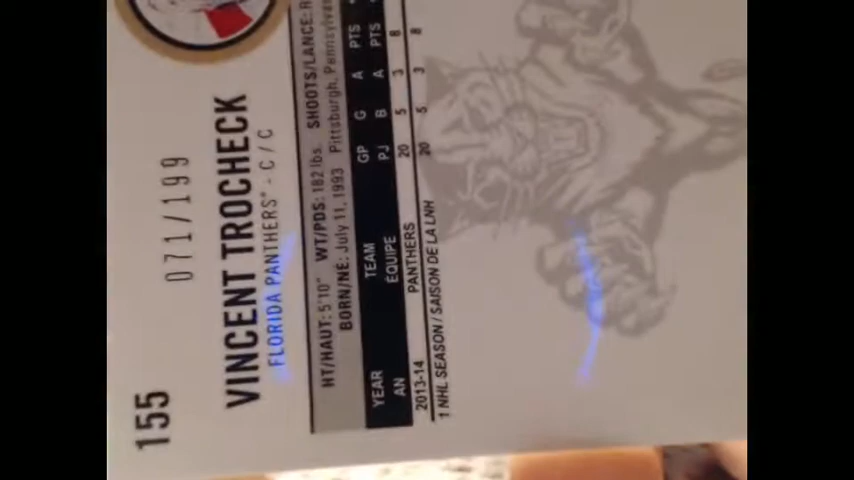 155
071/199
VINCENT TROCHECK
FLORIDA PANTHERS® - C / C
HT/HAUT: 5'10" WT/PDS: 182 lbs. SHOOTS/LANCE: R
BORN/NÉ: July 11, 1993 Pittsburgh, Pennsylvan
YEAR TEAM GP G A PTS
AN ÉQUIPE PJ B A PTS
2013-14 PANTHERS 20 5 3 8
1 NHL SEASON / SAISON DE LA LNH 20 5 3 8